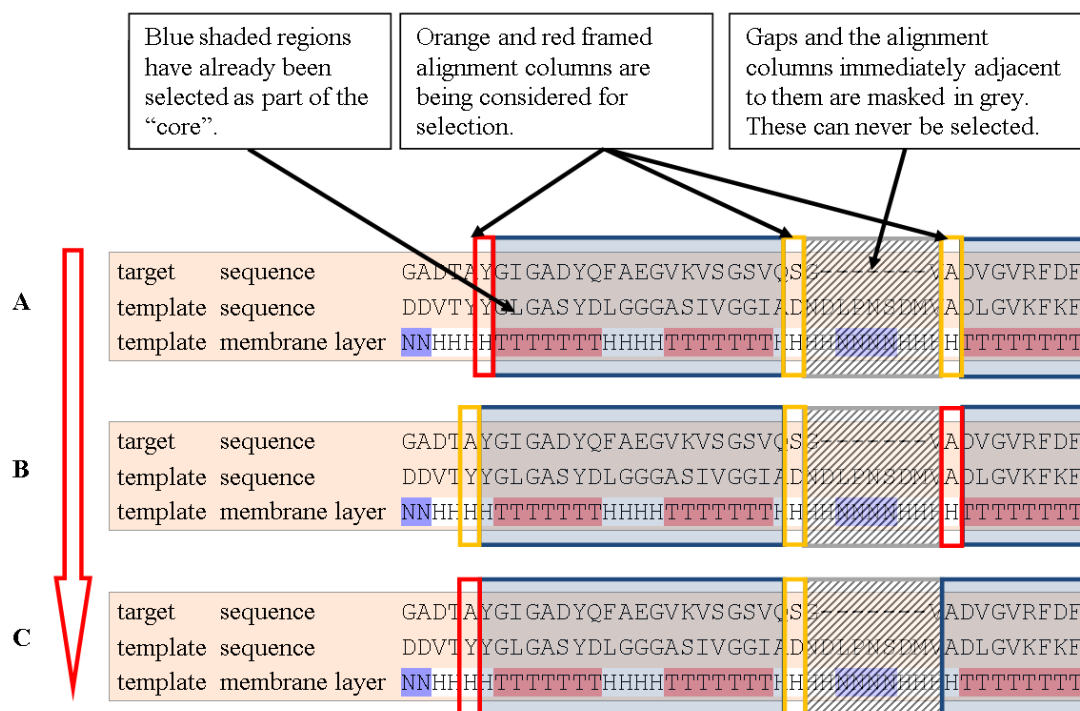 Blue shaded regions
have already been
selected as part of the
“core”.
Orange and red framed
alignment columns are
being considered for
selection.
Gaps and the alignment
columns immediately adjacent
to them are masked in grey.
These can never be selected.
A
target sequence GADTAYGIGADYQFAEGVKVSGSVQSG-------VADVGVRFDF
template sequence DDVTYYGLGASYDLGGGASIVGGIADNDLPNSDMVADLGVKFKF
template membrane layer NNHHHHTTTTTTTHHHHTTTTTTTHHHHNNNNHHHHTTTTTTTT
B
target sequence GADTAYGIGADYQFAEGVKVSGSVQSG-------VADVGVRFDF
template sequence DDVTYYGLGASYDLGGGASIVGGIADNDLPNSDMVADLGVKFKF
template membrane layer NNHHHHTTTTTTTHHHHTTTTTTTHHHHNNNNHHHHTTTTTTTT
C
target sequence GADTAYGIGADYQFAEGVKVSGSVQSG-------VADVGVRFDF
template sequence DDVTYYGLGASYDLGGGASIVGGIADNDLPNSDMVADLGVKFKF
template membrane layer NNHHHHTTTTTTTHHHHTTTTTTTHHHHNNNNHHHHTTTTTTTT